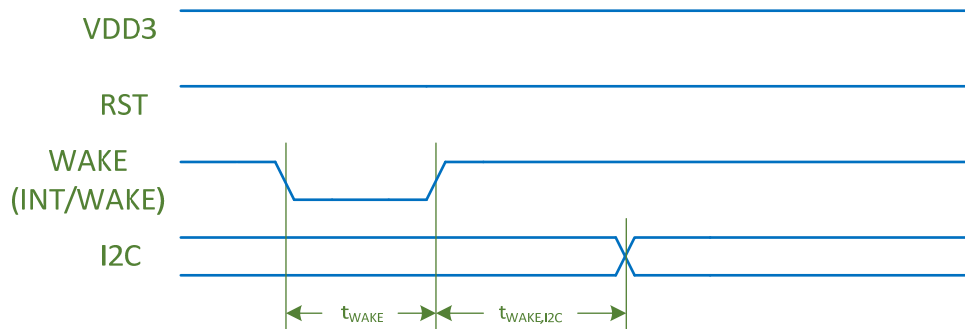 VDD3
RST
WAKE
(INT/WAKE)
I2C
tWAKE
tWAKE,I2C